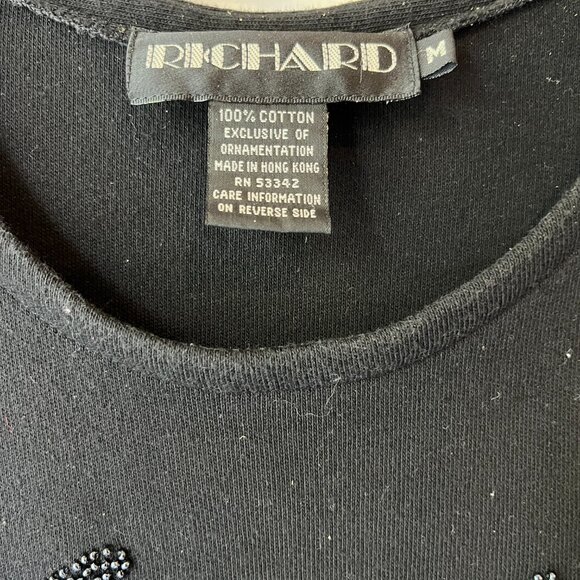 RICHARD
M
100% COTTON
EXCLUSIVE OF
ORNAMENTATION
MADE IN HONG KONG
RN 53342
CARE INFORMATION
ON REVERSE SIDE